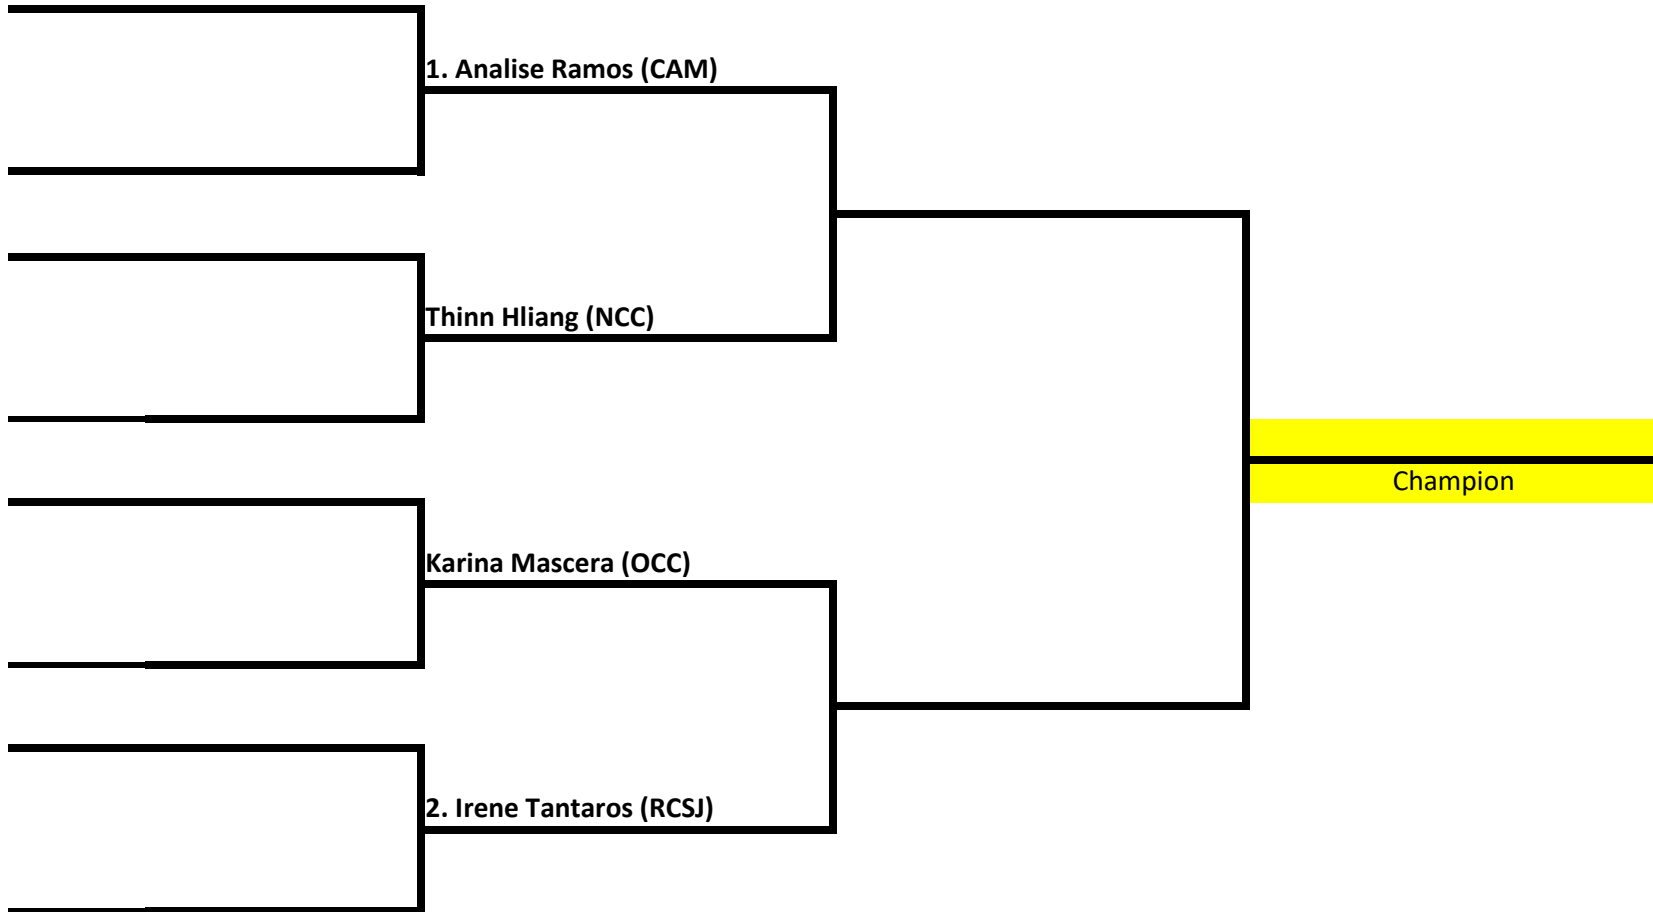 1. Analise Ramos (CAM)
Thinn Hliang (NCC)
Champion
Karina Mascera (OCC)
2. Irene Tantaros (RCSJ)